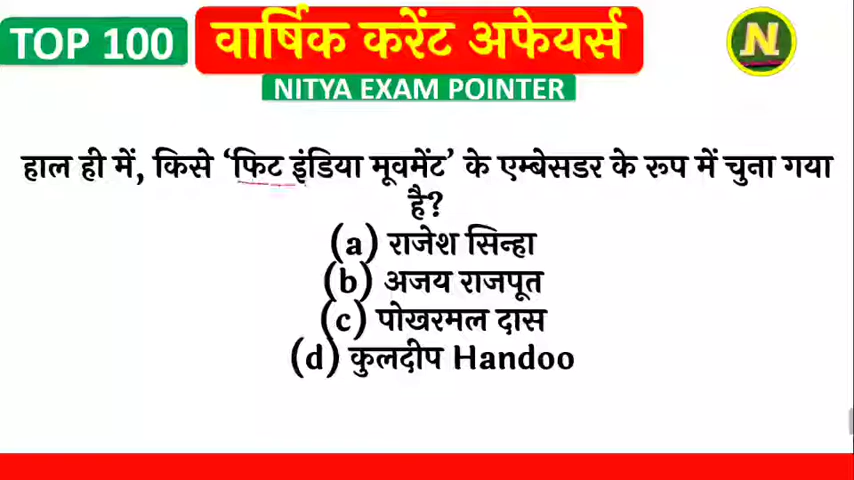 TOP 100
वार्षिक करेंट अफेयर्स
N
NITYA EXAM POINTER
हाल ही में, किसे ‘फिट इंडिया मूवमेंट’ के एम्बेसडर के रूप में चुना गया
है?
(a) राजेश सिन्हा
(b) अजय राजपूत
(c) पोखरमल दास
(d) कुलदीप Handoo